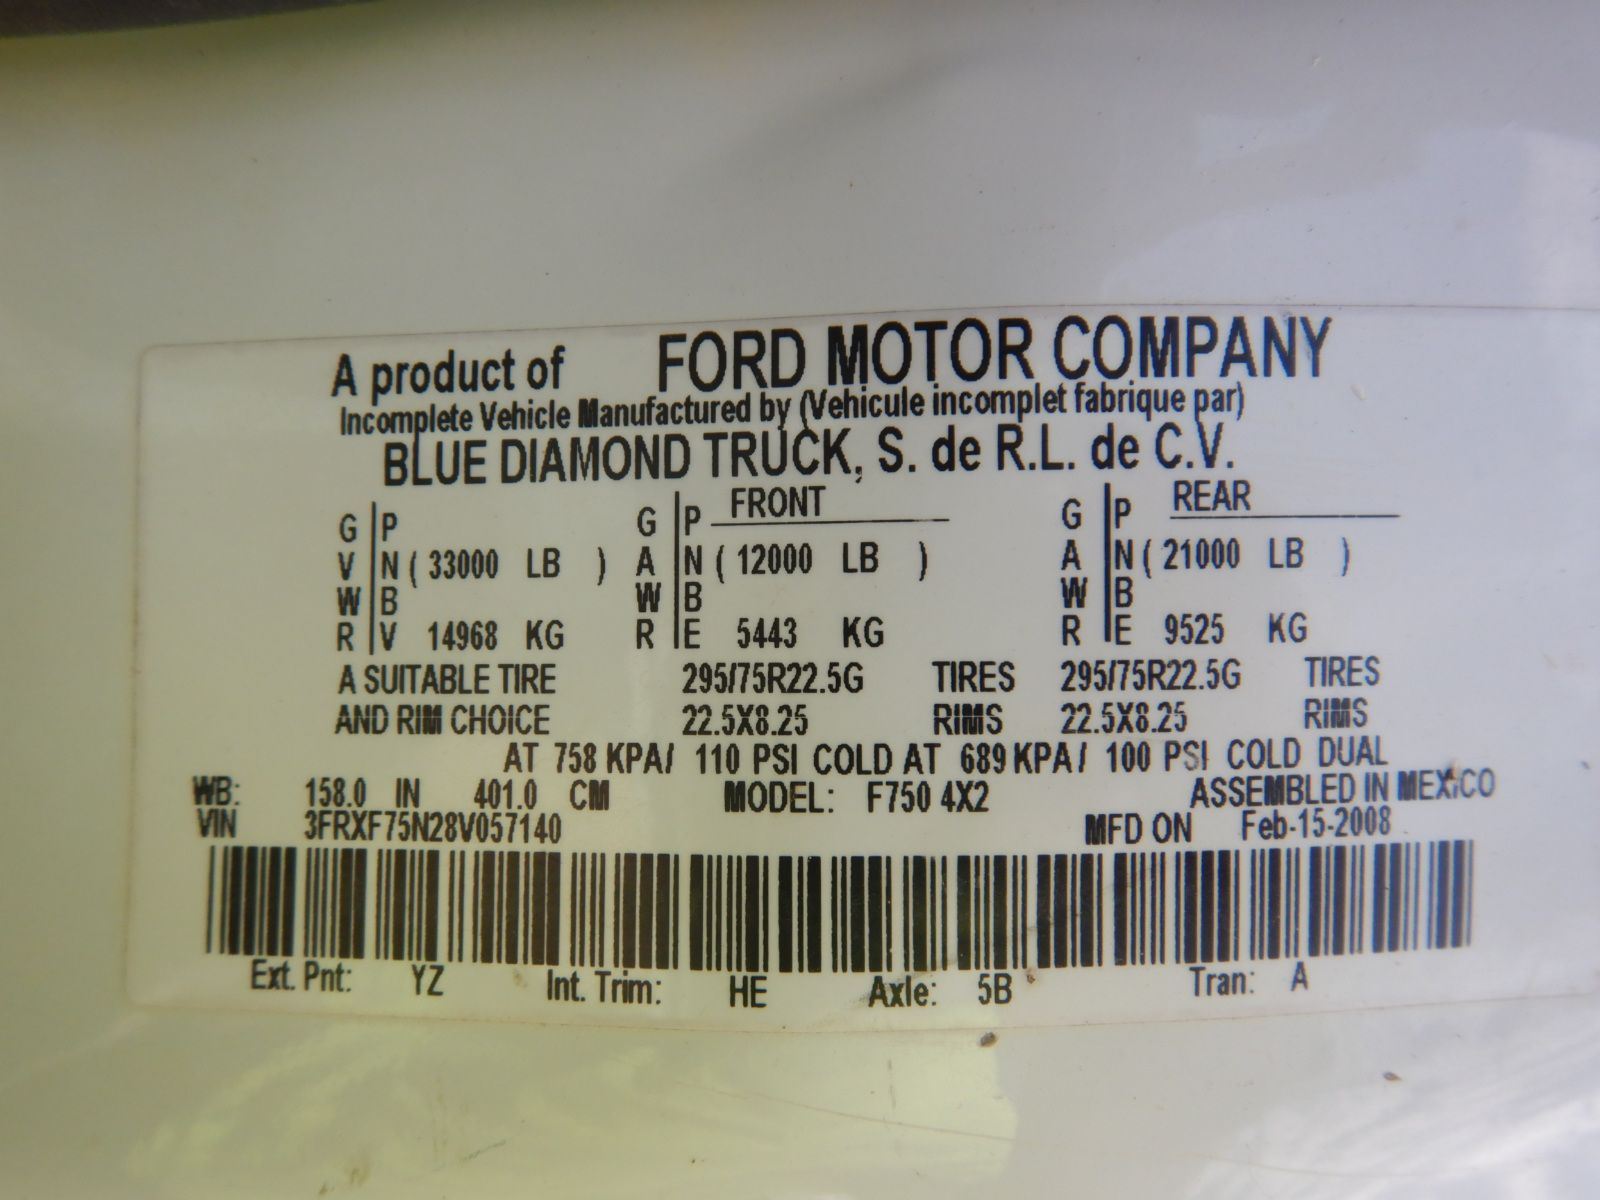 A product of FORD MOTOR COMPANY
Incomplete Vehicle Manufactured by (Vehicule incomplet fabrique par)
BLUE DIAMOND TRUCK, S. de R.L. de C.V.
G P G P FRONT G P REAR
V N ( 33000 LB ) A N ( 12000 LB ) A N ( 21000 LB )
W B W B W B
R V 14968 KG R E 5443 KG R E 9525 KG
A SUITABLE TIRE 295/75R22.5G TIRES 295/75R22.5G TIRES
AND RIM CHOICE 22.5X8.25 RIMS 22.5X8.25 RIMS
AT 758 KPA/ 110 PSI COLD AT 689 KPA/ 100 PSI COLD DUAL
WB: 158.0 IN 401.0 CM MODEL: F750 4X2 ASSEMBLED IN MEXICO
VIN 3FRXF75N28V057140 MFD ON Feb-15-2008
Ext. Pnt: YZ Int. Trim: HE Axle: 5B Tran: A